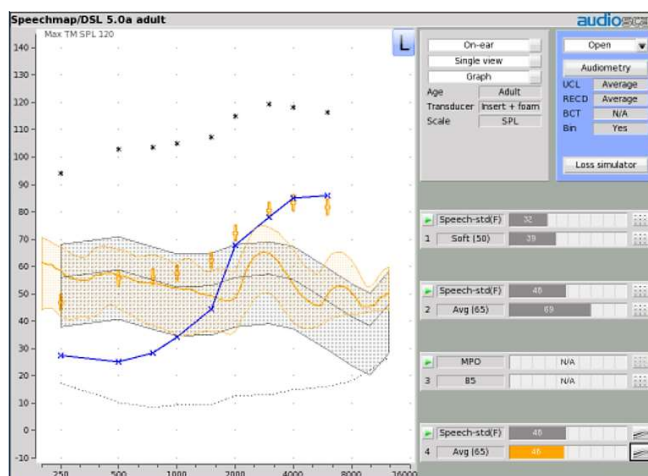 Speechmap/DSL 5.0a adult
audiosca
Max TM SPL 120
L
140
130
120
110
100
90
80
70
60
50
40
30
20
10
0
-10
250
500
1000
2000
4000
8000
16000
On-ear
Single view
Graph
Age Adult
Transducer Insert + foam
Scale SPL
Open
Audiometry
UCL Average
RECD Average
BCT N/A
Bin Yes
Loss simulator
Speech-std(F) 32
1 Soft (50) 39
Speech-std(F) 46
2 Avg (65) 69
MPO N/A
3 85 N/A
Speech-std(F) 46
4 Avg (65) 46